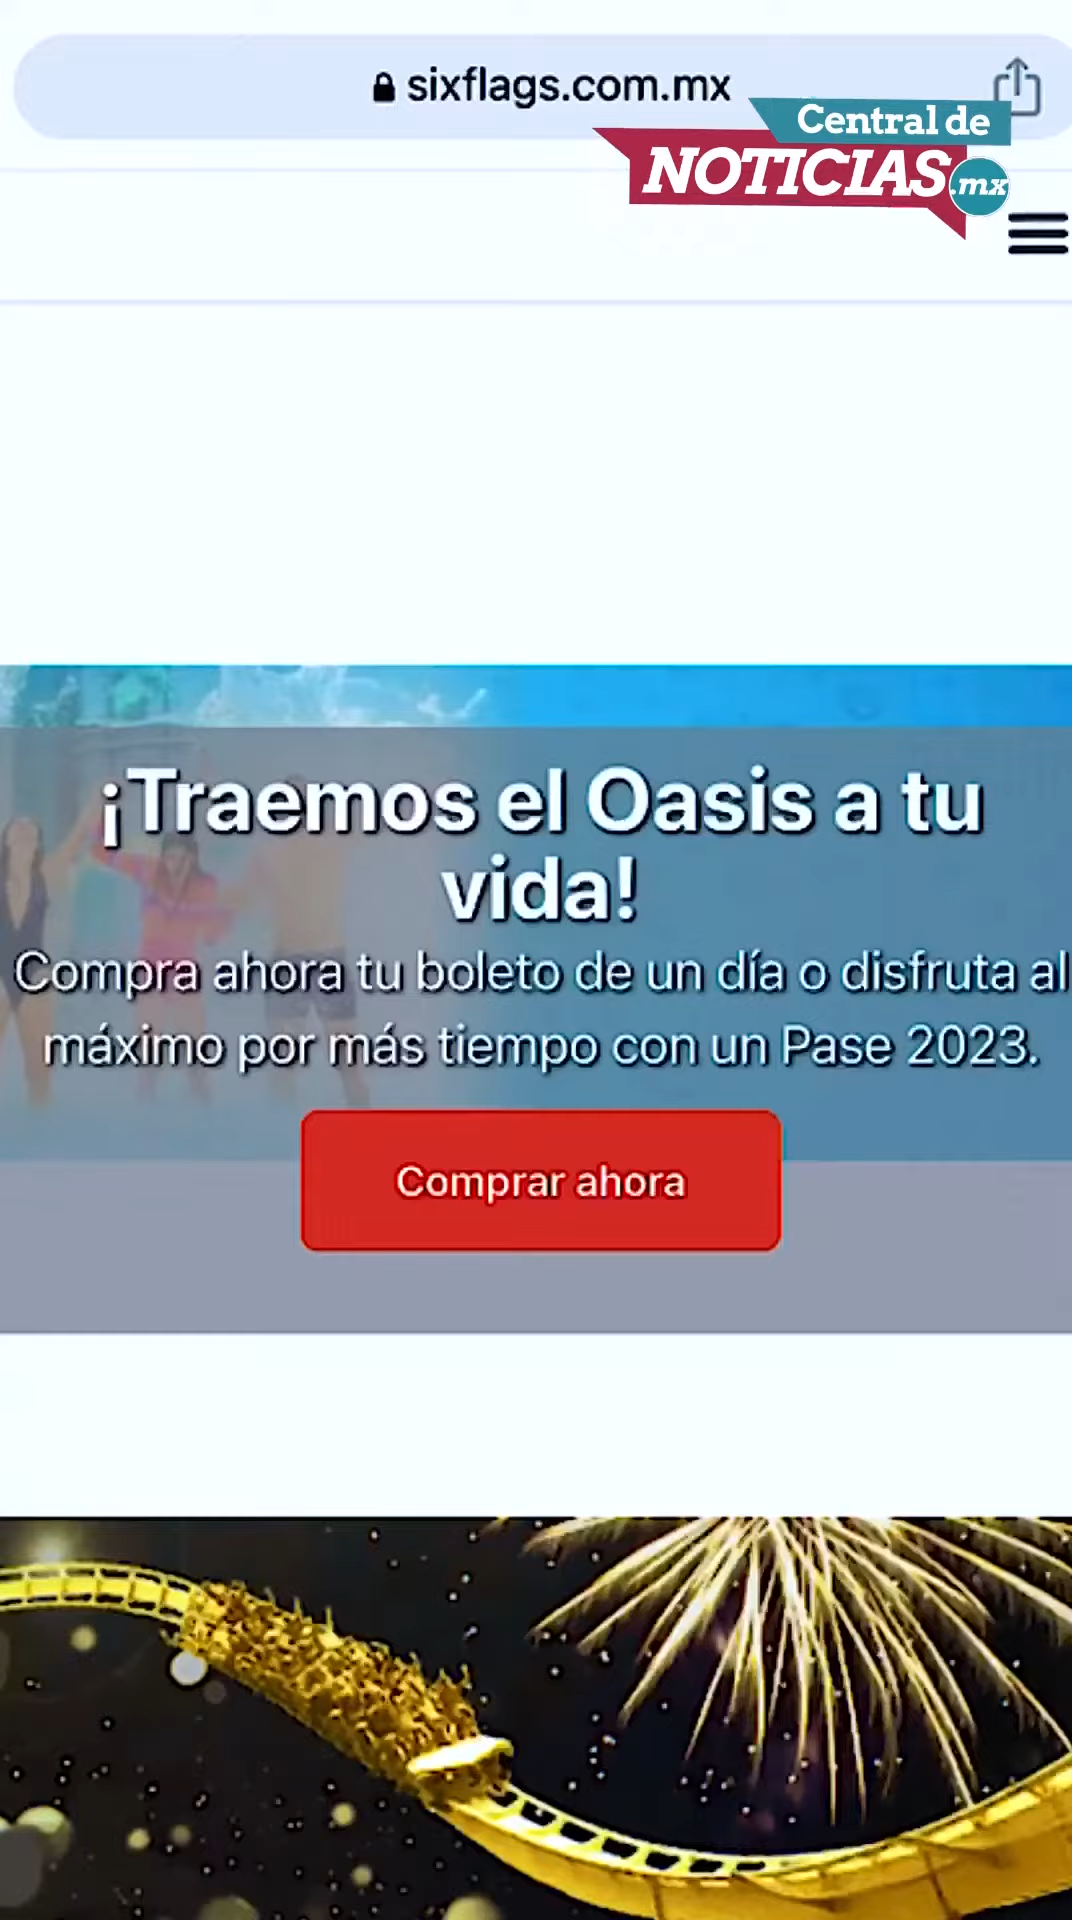 sixflags.com.mx
Central de
NOTICIAS
.mx
¡Traemos el Oasis a tu
vida!
Compra ahora tu boleto de un día o disfruta al
máximo por más tiempo con un Pase 2023.
Comprar ahora